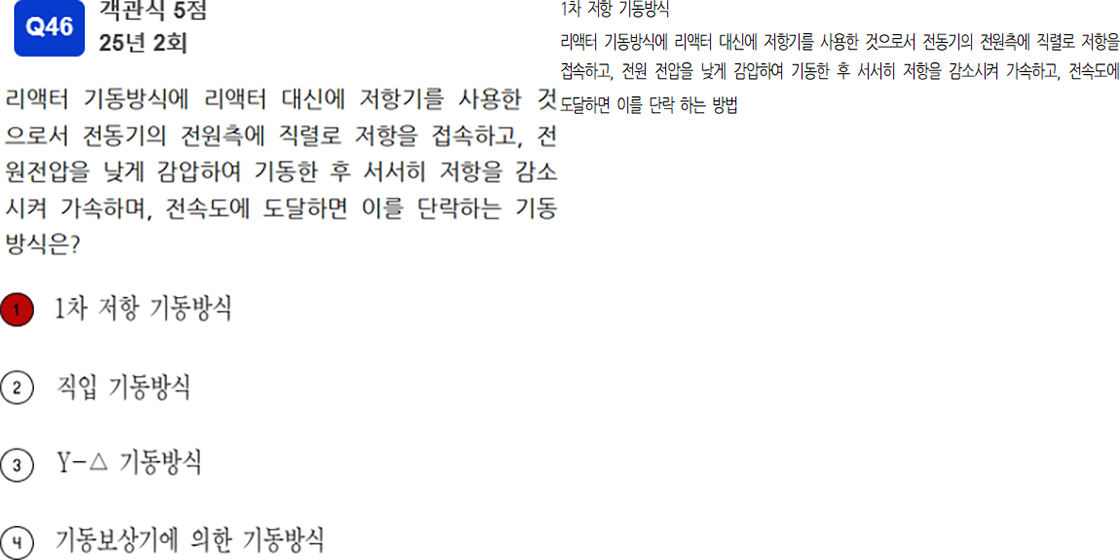 Q46
객관식 5점
25년 2회
리액터 기동방식에 리액터 대신에 저항기를 사용한 것
으로서 전동기의 전원측에 직렬로 저항을 접속하고, 전
원전압을 낮게 감압하여 기동한 후 서서히 저항을 감소
시켜 가속하며, 전속도에 도달하면 이를 단락하는 기동
방식은?
1 1차 저항 기동방식
2 직입 기동방식
3 Y-△ 기동방식
4 기동보상기에 의한 기동방식
1차 저항 기동방식
리액터 기동방식에 리액터 대신에 저항기를 사용한 것으로서 전동기의 전원측에 직렬로 저항을
접속하고, 전원 전압을 낮게 감압하여 기동한 후 서서히 저항을 감소시켜 가속하고, 전속도에
도달하면 이를 단락 하는 방법